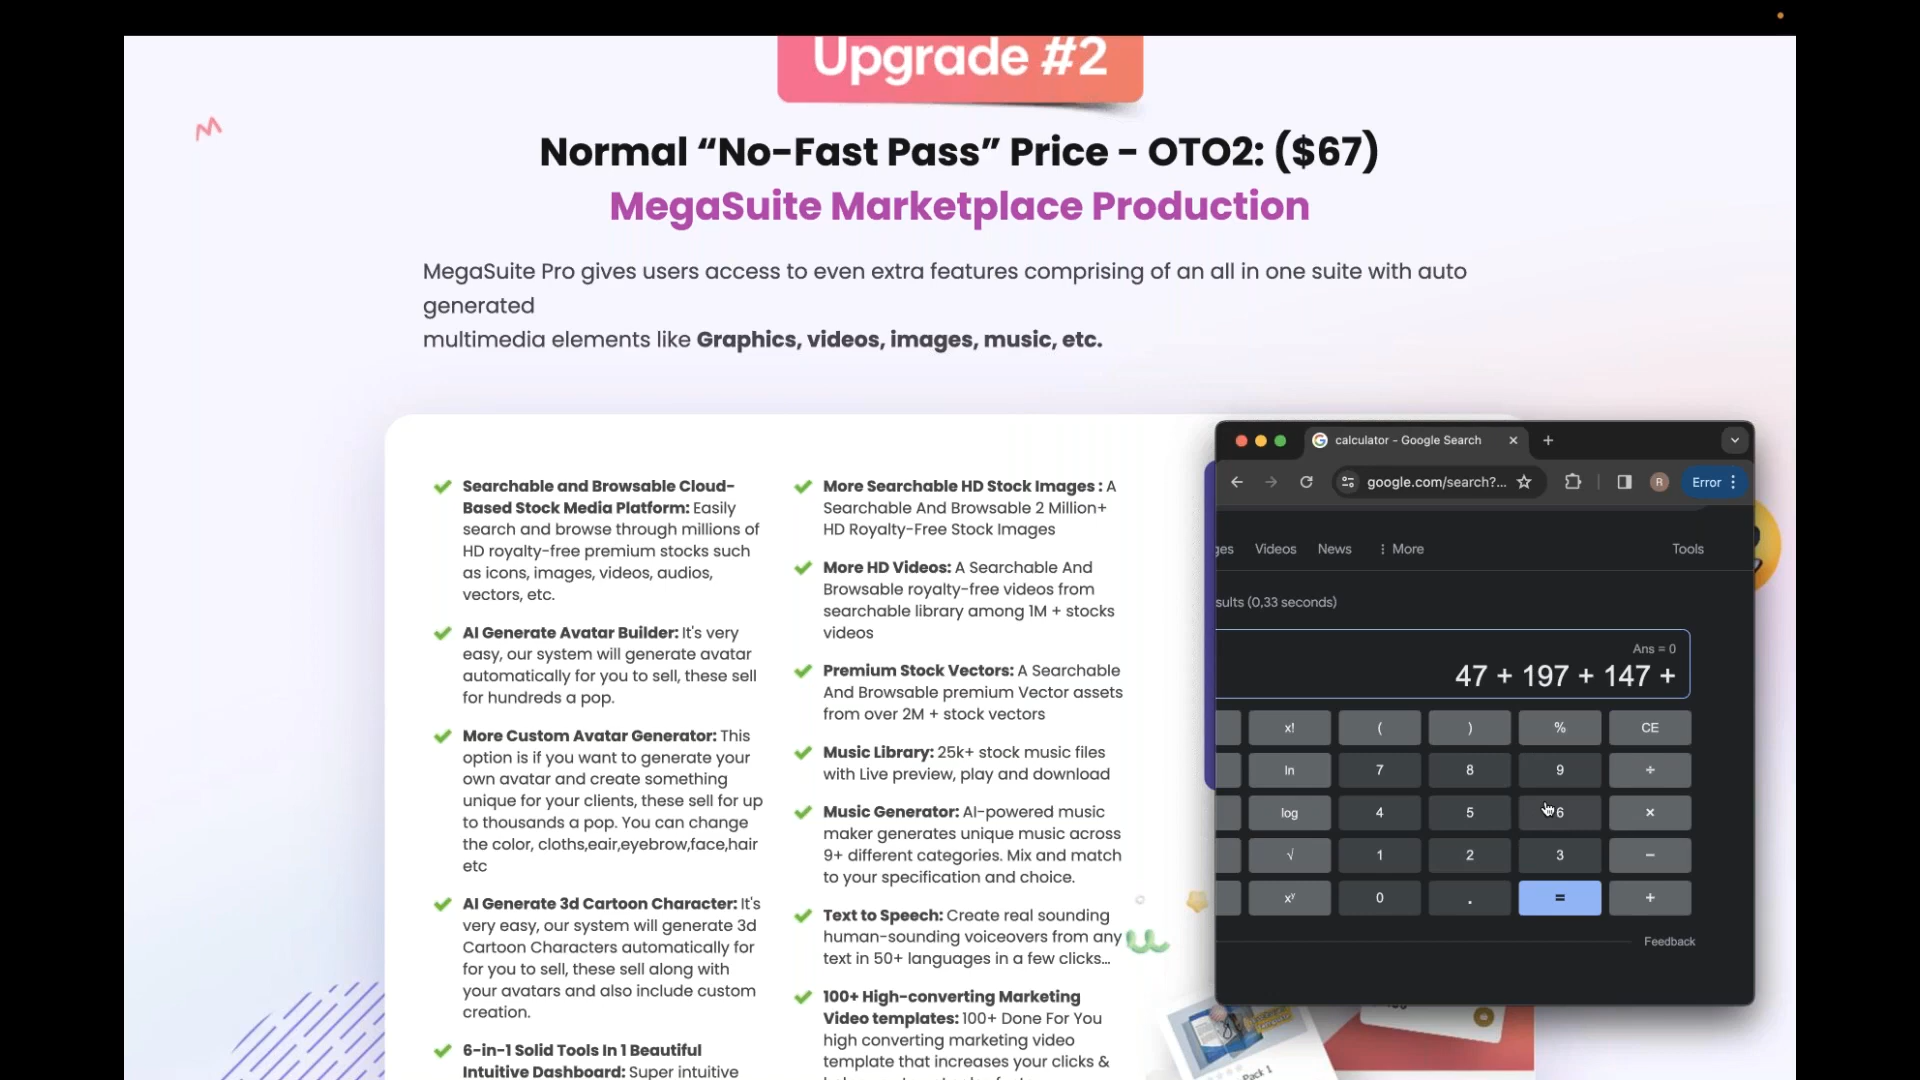 Upgrade #2
Normal “No-Fast Pass” Price - OTO2: ($67)
MegaSuite Marketplace Production
MegaSuite Pro gives users access to even extra features comprising of an all in one suite with auto
generated
multimedia elements like Graphics, videos, images, music, etc.
Searchable and Browsable Cloud-
Based Stock Media Platform: Easily
search and browse through millions of
HD royalty-free premium stocks such
as icons, images, videos, audios,
vectors, etc.
AI Generate Avatar Builder: It's very
easy, our system will generate avatar
automatically for you to sell, these sell
for hundreds a pop.
More Custom Avatar Generator: This
option is if you want to generate your
own avatar and create something
unique for your clients, these sell for up
to thousands a pop. You can change
the color, cloths,eair,eyebrow,face,hair
etc
AI Generate 3d Cartoon Character: It's
very easy, our system will generate 3d
Cartoon Characters automatically for
for you to sell, these sell along with
your avatars and also include custom
creation.
6-in-1 Solid Tools In 1 Beautiful
Intuitive Dashboard: Super intuitive
More Searchable HD Stock Images : A
Searchable And Browsable 2 Million+
HD Royalty-Free Stock Images
More HD Videos: A Searchable And
Browsable royalty-free videos from
searchable library among 1M + stocks
videos
Premium Stock Vectors: A Searchable
And Browsable premium Vector assets
from over 2M + stock vectors
Music Library: 25k+ stock music files
with Live preview, play and download
Music Generator: AI-powered music
maker generates unique music across
9+ different categories. Mix and match
to your specification and choice.
Text to Speech: Create real sounding
human-sounding voiceovers from any
text in 50+ languages in a few clicks...
100+ High-converting Marketing
Video templates: 100+ Done For You
high converting marketing video
template that increases your clicks &
calculator - Google Search
google.com/search?...
R
Error
ges Videos News More Tools
sults (0,33 seconds)
Ans = 0
47 + 197 + 147 +
x! ( ) % CE
ln 7 8 9 ÷
log 4 5 6 ×
√ 1 2 3 −
xʸ 0 . = +
Feedback
Pack 1